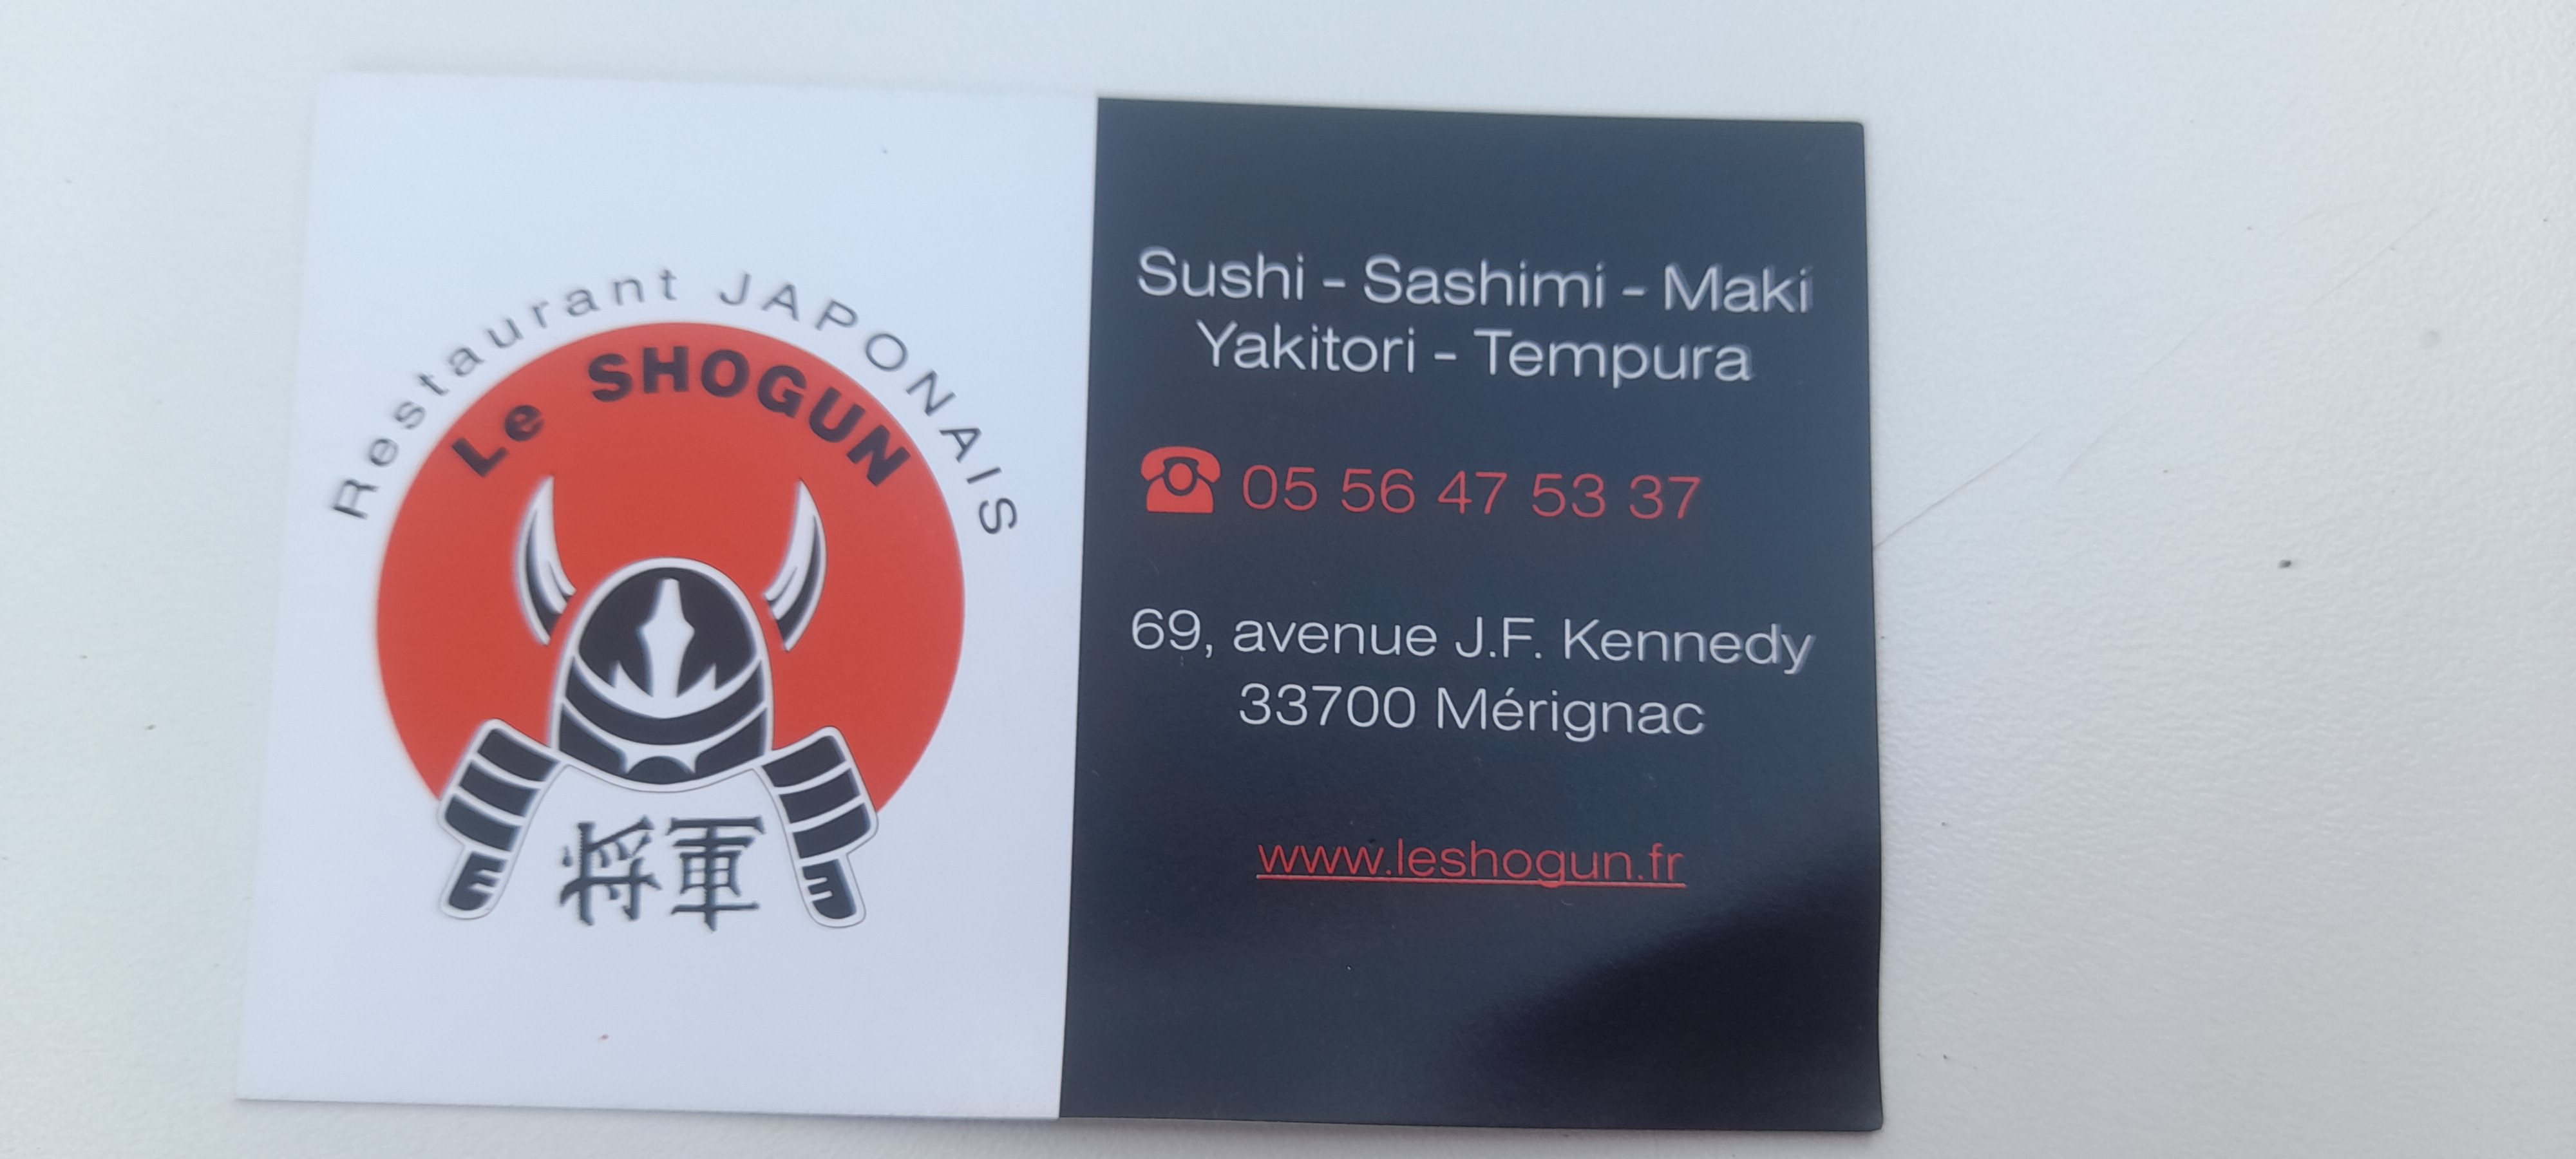 Restaurant JAPONAIS
Le SHOGUN
将軍
Sushi - Sashimi - Maki
Yakitori - Tempura
05 56 47 53 37
69, avenue J.F. Kennedy
33700 Mérignac
www.leshogun.fr